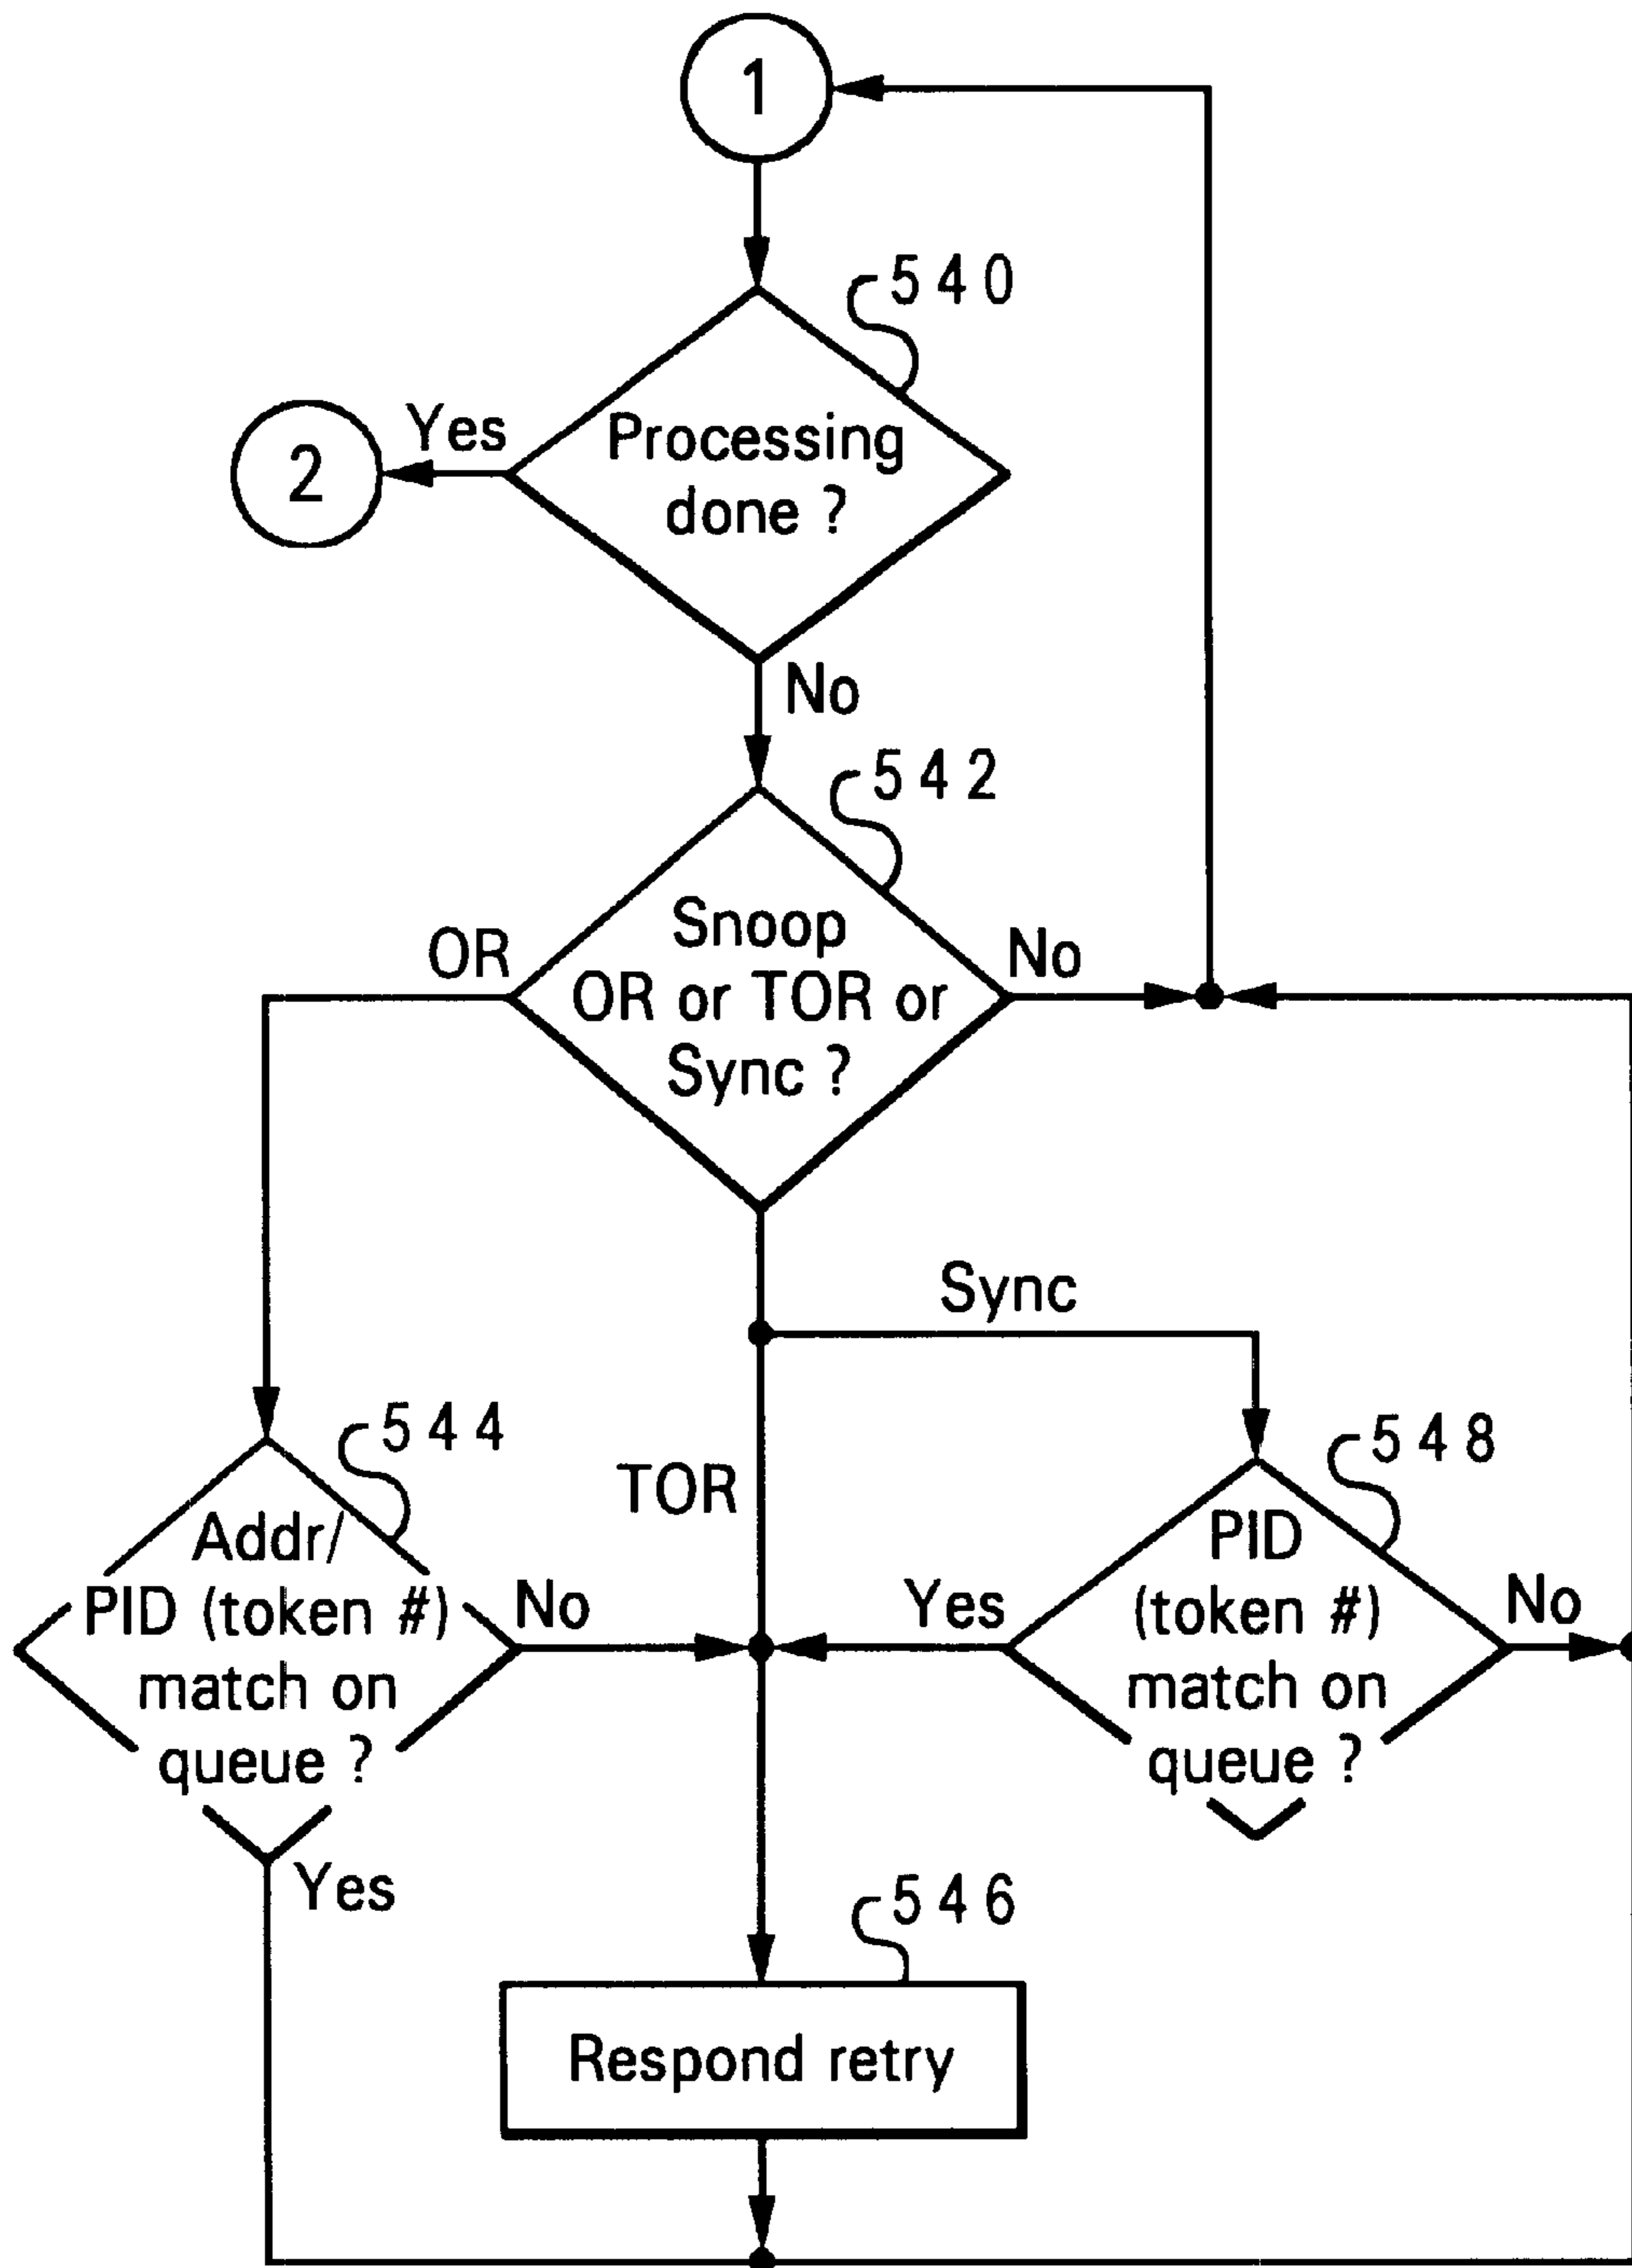 1
540
Yes
Processing
done ?
2
No
542
OR
Snoop
OR or TOR or
Sync ?
No
Sync
544
548
TOR
Addr/
PID (token #)
match on
queue ?
No
Yes
PID
(token #)
match on
queue ?
No
Yes
546
Respond retry